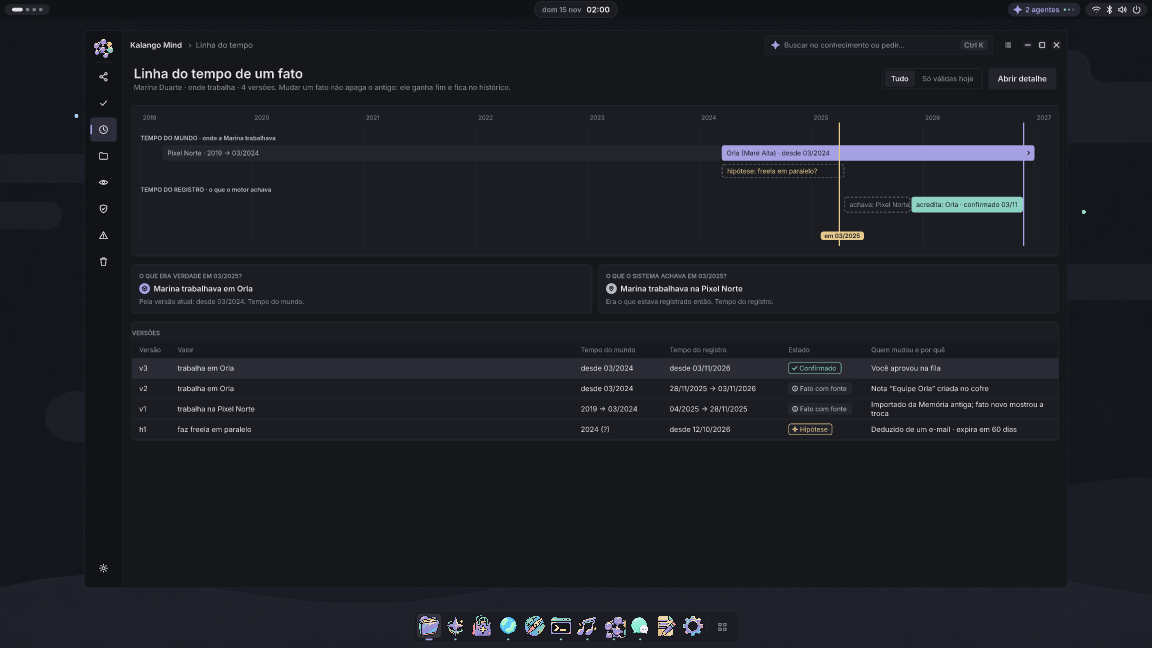 dom 15 nov 02:00
2 agentes
Kalango Mind › Linha do tempo
Buscar no conhecimento ou pedir... Ctrl K
Linha do tempo de um fato
Marina Duarte · onde trabalha · 4 versões. Mudar um fato não apaga o antigo: ele ganha fim e fica no histórico.
Tudo Só válidas hoje Abrir detalhe
2019 2020 2021 2022 2023 2024 2025 2026 2027
TEMPO DO MUNDO · onde a Marina trabalhava
Pixel Norte · 2019 → 03/2024 Orla (Maré Alta) · desde 03/2024
hipótese: freela em paralelo?
TEMPO DO REGISTRO · o que o motor achava
achava: Pixel Norte acredita: Orla · confirmado 03/11
em 03/2025
O QUE ERA VERDADE EM 03/2025?
Marina trabalhava em Orla
Pela versão atual: desde 03/2024. Tempo do mundo.
O QUE O SISTEMA ACHAVA EM 03/2025?
Marina trabalhava na Pixel Norte
Era o que estava registrado então. Tempo do registro.
VERSÕES
Versão Valor Tempo do mundo Tempo do registro Estado Quem mudou e por quê
v3 trabalha em Orla desde 03/2024 desde 03/11/2026 Confirmado Você aprovou na fila
v2 trabalha em Orla desde 03/2024 28/11/2025 → 03/11/2026 Fato com fonte Nota "Equipe Orla" criada no cofre
v1 trabalha na Pixel Norte 2019 → 03/2024 04/2025 → 28/11/2025 Fato com fonte Importado da Memória antiga; fato novo mostrou a
troca
h1 faz freela em paralelo 2024 (?) desde 12/10/2026 Hipótese Deduzido de um e-mail · expira em 60 dias